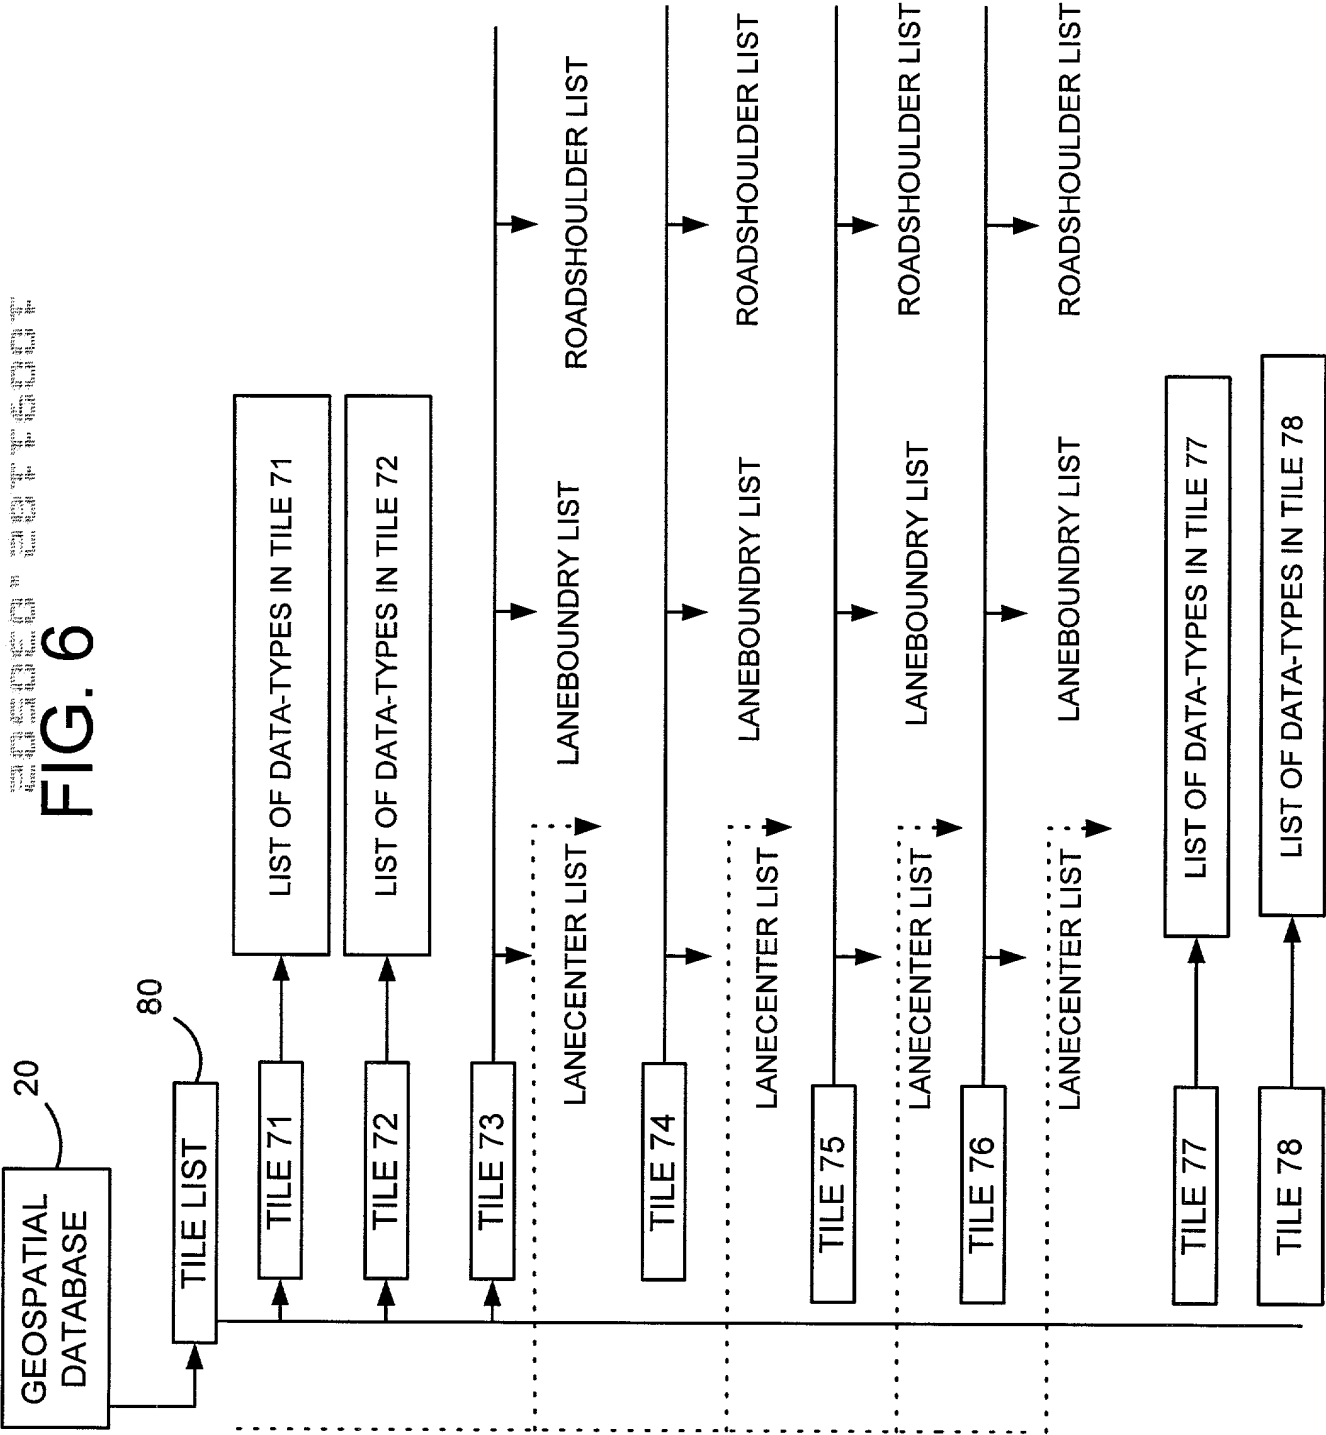 FIG. 6
GEOSPATIAL
DATABASE
20
TILE LIST
80
TILE 71
LIST OF DATA-TYPES IN TILE 71
TILE 72
LIST OF DATA-TYPES IN TILE 72
TILE 73
LANECENTER LIST
LANEBOUNDRY LIST
ROADSHOULDER LIST
TILE 74
LANECENTER LIST
LANEBOUNDRY LIST
ROADSHOULDER LIST
TILE 75
LANECENTER LIST
LANEBOUNDRY LIST
ROADSHOULDER LIST
TILE 76
LANECENTER LIST
LANEBOUNDRY LIST
ROADSHOULDER LIST
TILE 77
LIST OF DATA-TYPES IN TILE 77
TILE 78
LIST OF DATA-TYPES IN TILE 78